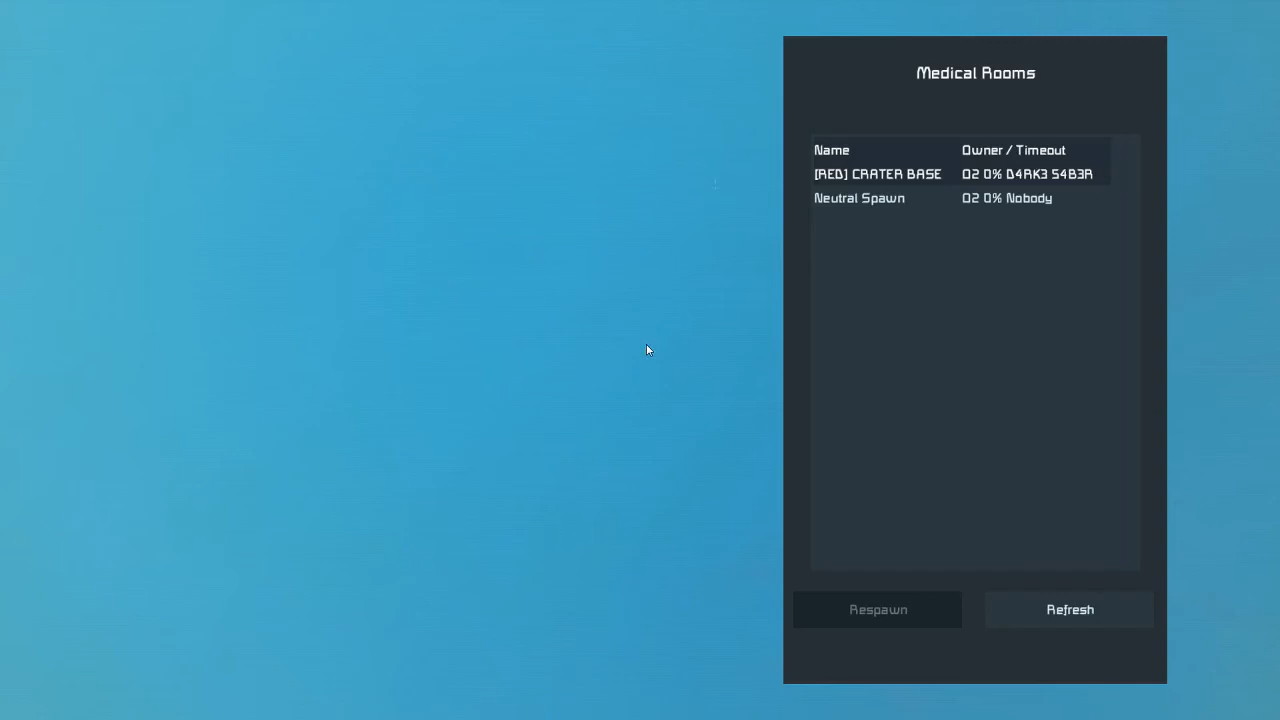 Medical Rooms
Name Owner / Timeout
[RED] CRATER BASE O2 0% D4RK3 S4B3R
Neutral Spawn O2 0% Nobody
Respawn Refresh